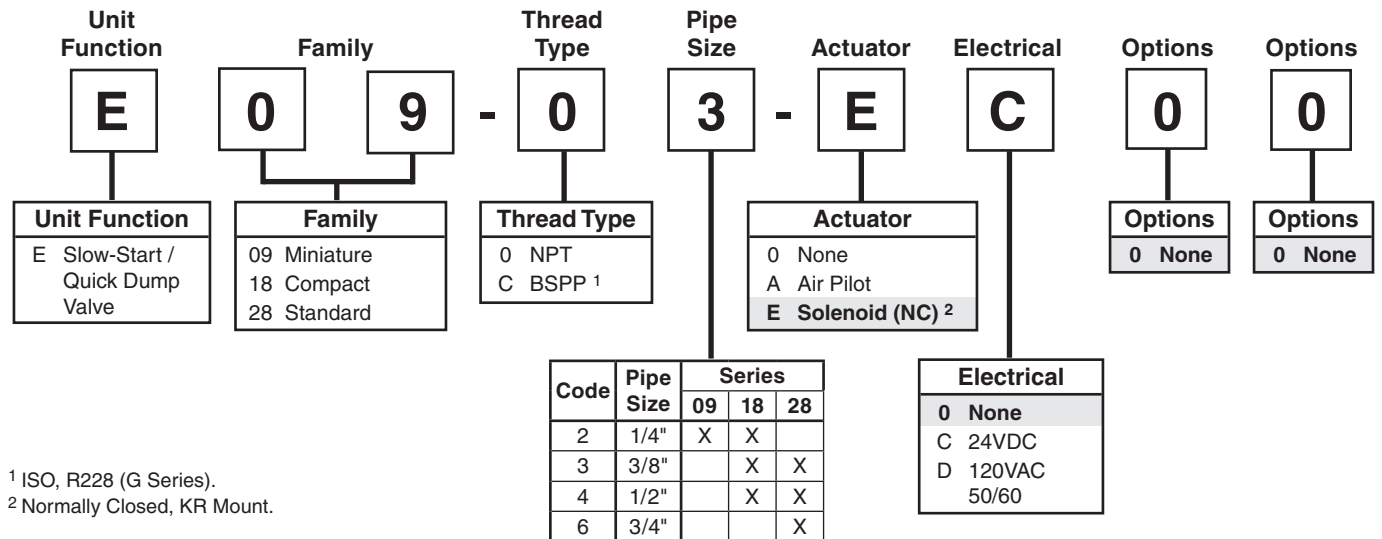 Unit Function
Family
Thread Type
Pipe Size
Actuator
Electrical
Options
Options
E 0 9 - 0 3 - E C 0 0
Unit Function
E Slow-Start /
Quick Dump
Valve
Family
09 Miniature
18 Compact
28 Standard
Thread Type
0 NPT
C BSPP 1
Actuator
0 None
A Air Pilot
E Solenoid (NC) 2
Options
0 None
Options
0 None
Code Pipe Size Series
09 18 28
2 1/4" X X
3 3/8" X X
4 1/2" X X
6 3/4" X
Electrical
0 None
C 24VDC
D 120VAC
50/60
1 ISO, R228 (G Series).
2 Normally Closed, KR Mount.